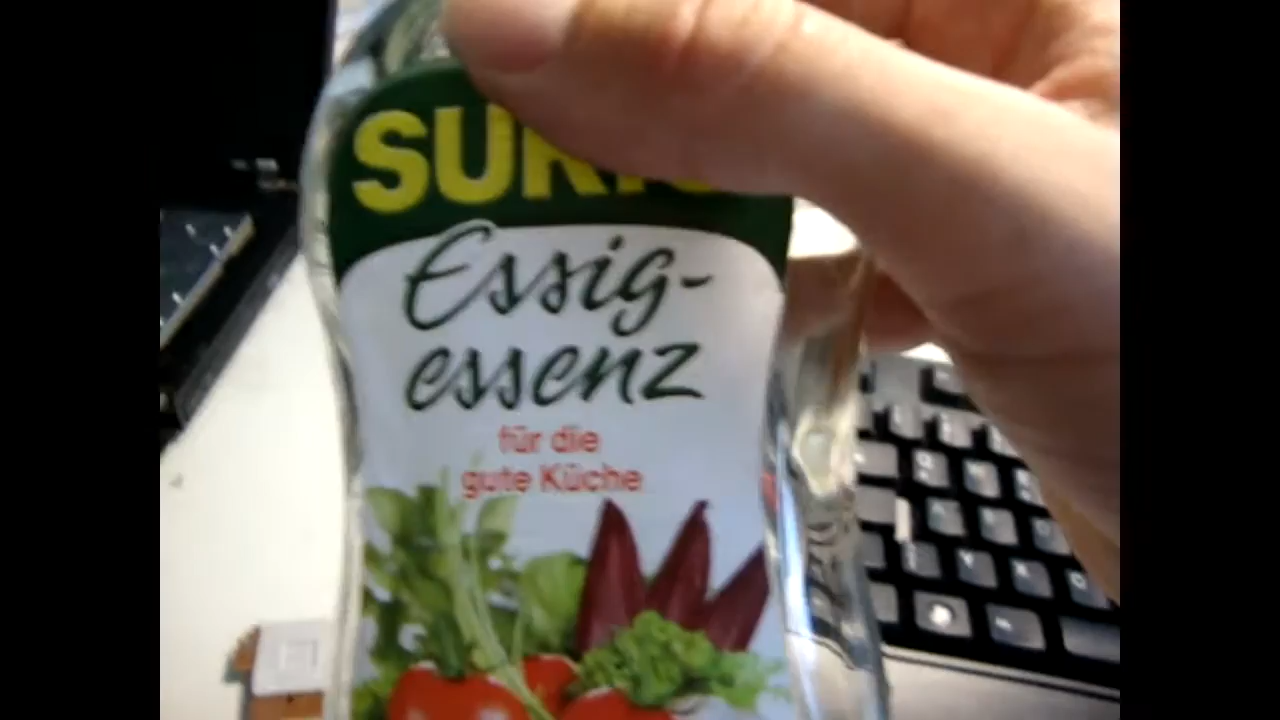 Essig-
essenz
für die
gute Küche